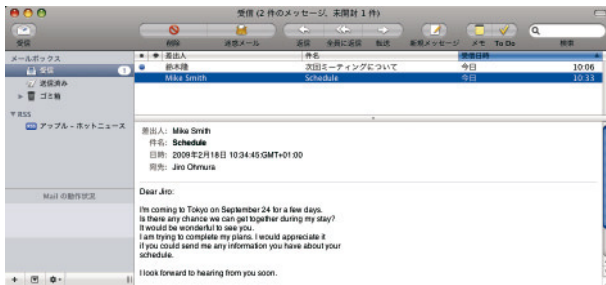 受信 (2 件のメッセージ、未開封 1 件)
受信 削除 迷惑メール 返信 全員に返信 転送 新規メッセージ メモ To Do 検索
メールボックス
受信 1
送信済み
ゴミ箱
RSS
アップル - ホットニュース
Mail の動作状況
差出人 件名 受信日時
鈴木隆 次回ミーティングについて 今日 10:06
Mike Smith Schedule 今日 10:33
差出人: Mike Smith
件名: Schedule
日時: 2009年2月18日 10:34:45:GMT+01:00
宛先: Jiro Ohmura
Dear Jiro:
I'm coming to Tokyo on September 24 for a few days.
Is there any chance we can get together during my stay?
It would be wonderful to see you.
I am trying to complete my plans. I would appreciate it
if you could send me any information you have about your
schedule.
I look forward to hearing from you soon.